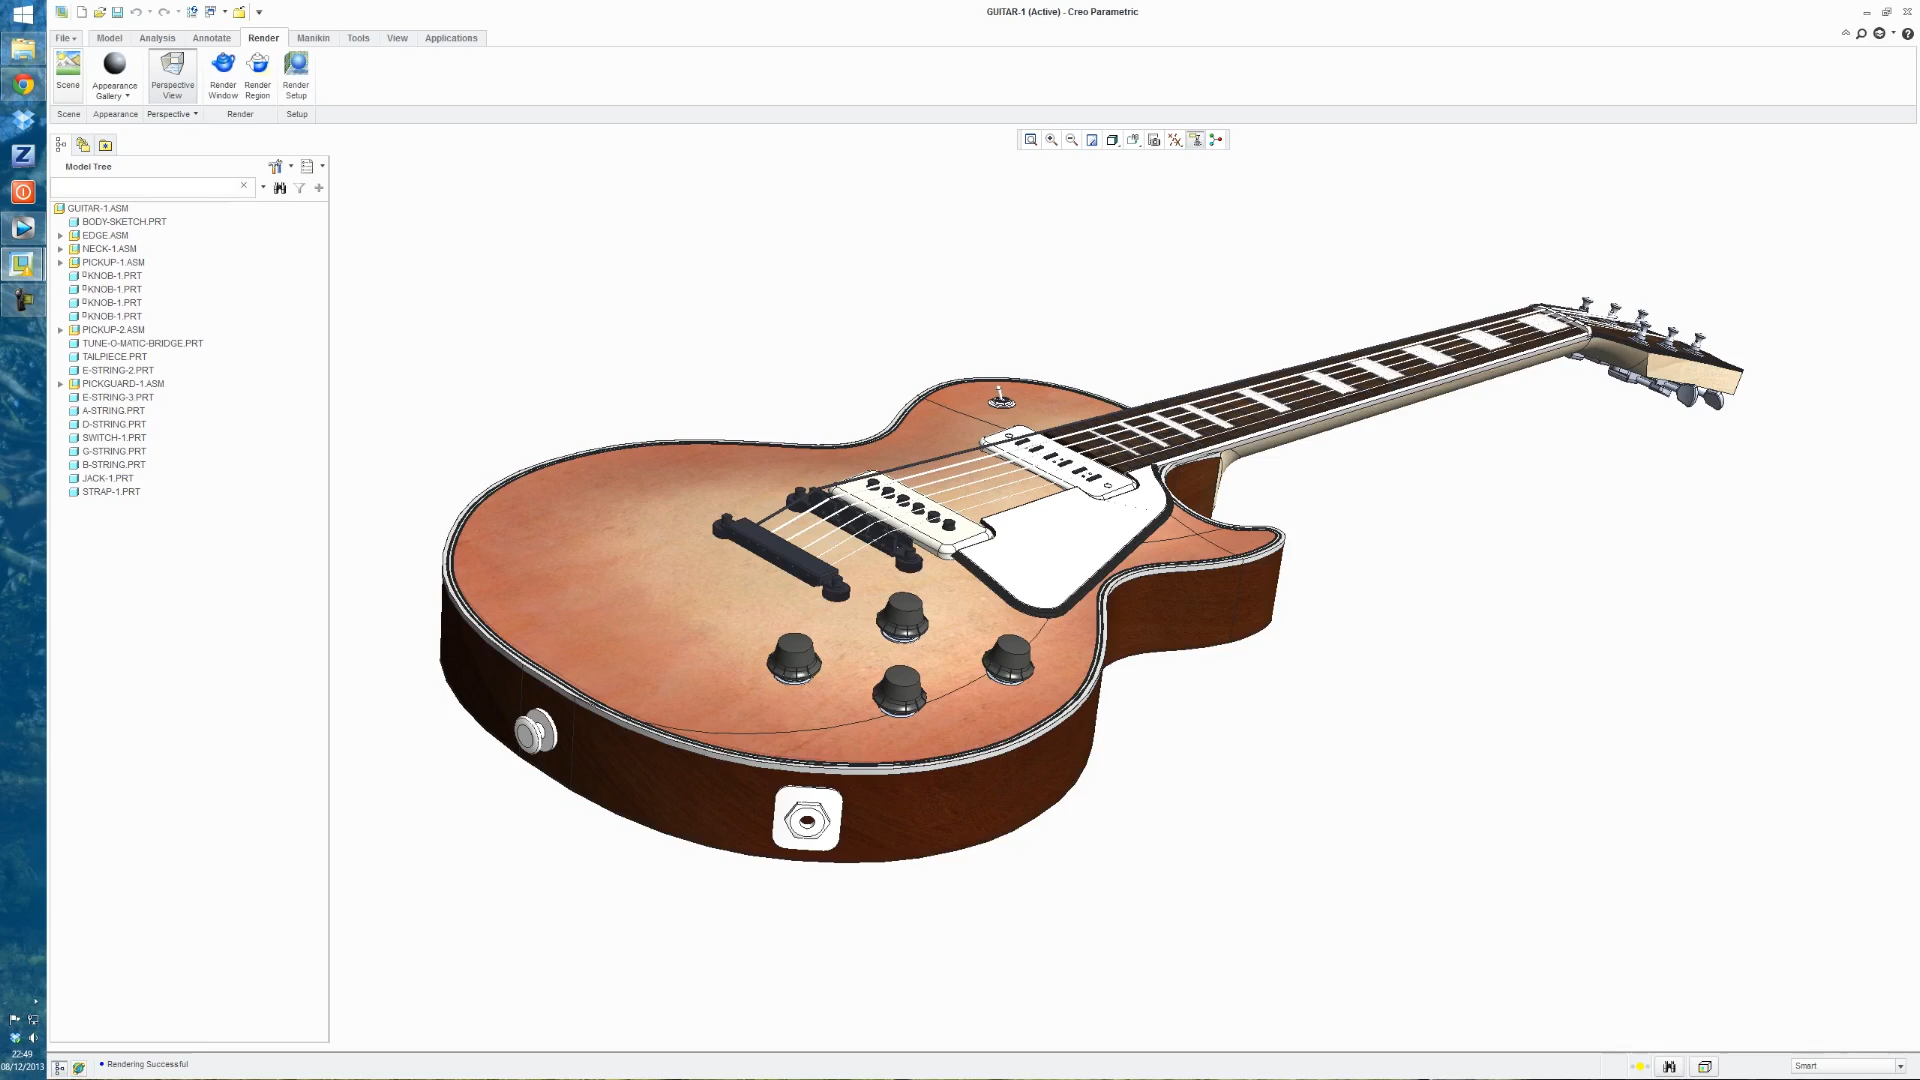 GUITAR-1 (Active) - Creo Parametric
File
Model
Analysis
Annotate
Render
Manikin
Tools
View
Applications
Scene
Appearance Gallery
Perspective View
Render Window
Render Region
Render Setup
Scene
Appearance
Perspective
Render
Setup
Model Tree
GUITAR-1.ASM
BODY-SKETCH.PRT
EDGE.ASM
NECK-1.ASM
PICKUP-1.ASM
KNOB-1.PRT
KNOB-1.PRT
KNOB-1.PRT
KNOB-1.PRT
PICKUP-2.ASM
TUNE-O-MATIC-BRIDGE.PRT
TAILPIECE.PRT
E-STRING-2.PRT
PICKGUARD-1.ASM
E-STRING-3.PRT
A-STRING.PRT
D-STRING.PRT
SWITCH-1.PRT
G-STRING.PRT
B-STRING.PRT
JACK-1.PRT
STRAP-1.PRT
22:49
08/12/2013
Rendering Successful
Smart